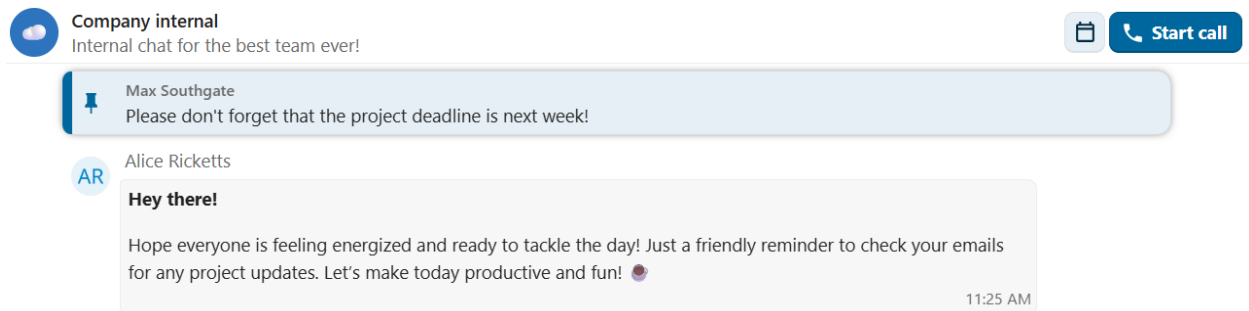 Company internal
Internal chat for the best team ever!
Start call
Max Southgate
Please don't forget that the project deadline is next week!
Alice Ricketts
AR
Hey there!
Hope everyone is feeling energized and ready to tackle the day! Just a friendly reminder to check your emails
for any project updates. Let's make today productive and fun!
11:25 AM